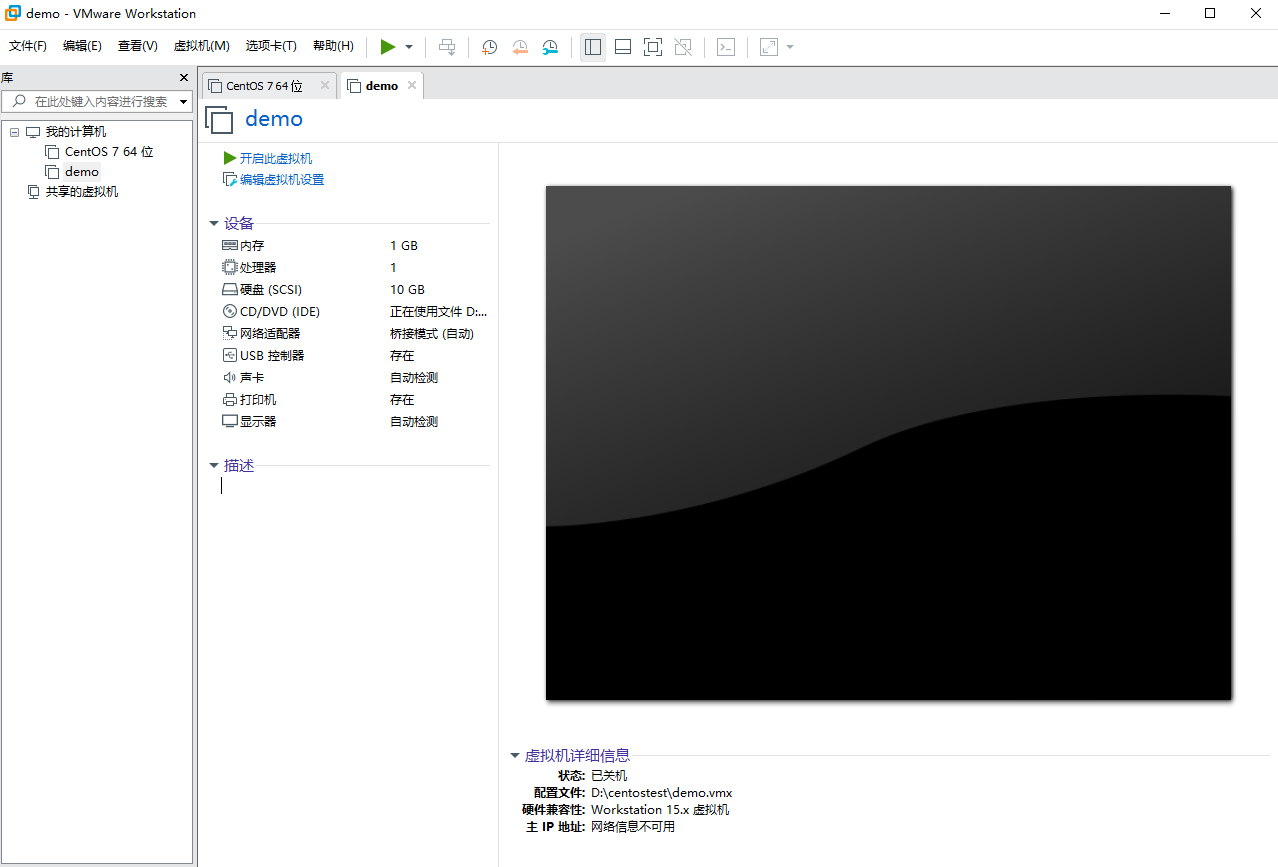 demo - VMware Workstation
文件(F) 编辑(E) 查看(V) 虚拟机(M) 选项卡(T) 帮助(H)
库
在此处键入内容进行搜索
我的计算机
CentOS 7 64 位
demo
共享的虚拟机
CentOS 7 64 位
demo
demo
开启此虚拟机
编辑虚拟机设置
设备
内存 1 GB
处理器 1
硬盘 (SCSI) 10 GB
CD/DVD (IDE) 正在使用文件 D:...
网络适配器 桥接模式 (自动)
USB 控制器 存在
声卡 自动检测
打印机 存在
显示器 自动检测
描述
虚拟机详细信息
状态: 已关机
配置文件: D:\centostest\demo.vmx
硬件兼容性: Workstation 15.x 虚拟机
主 IP 地址: 网络信息不可用